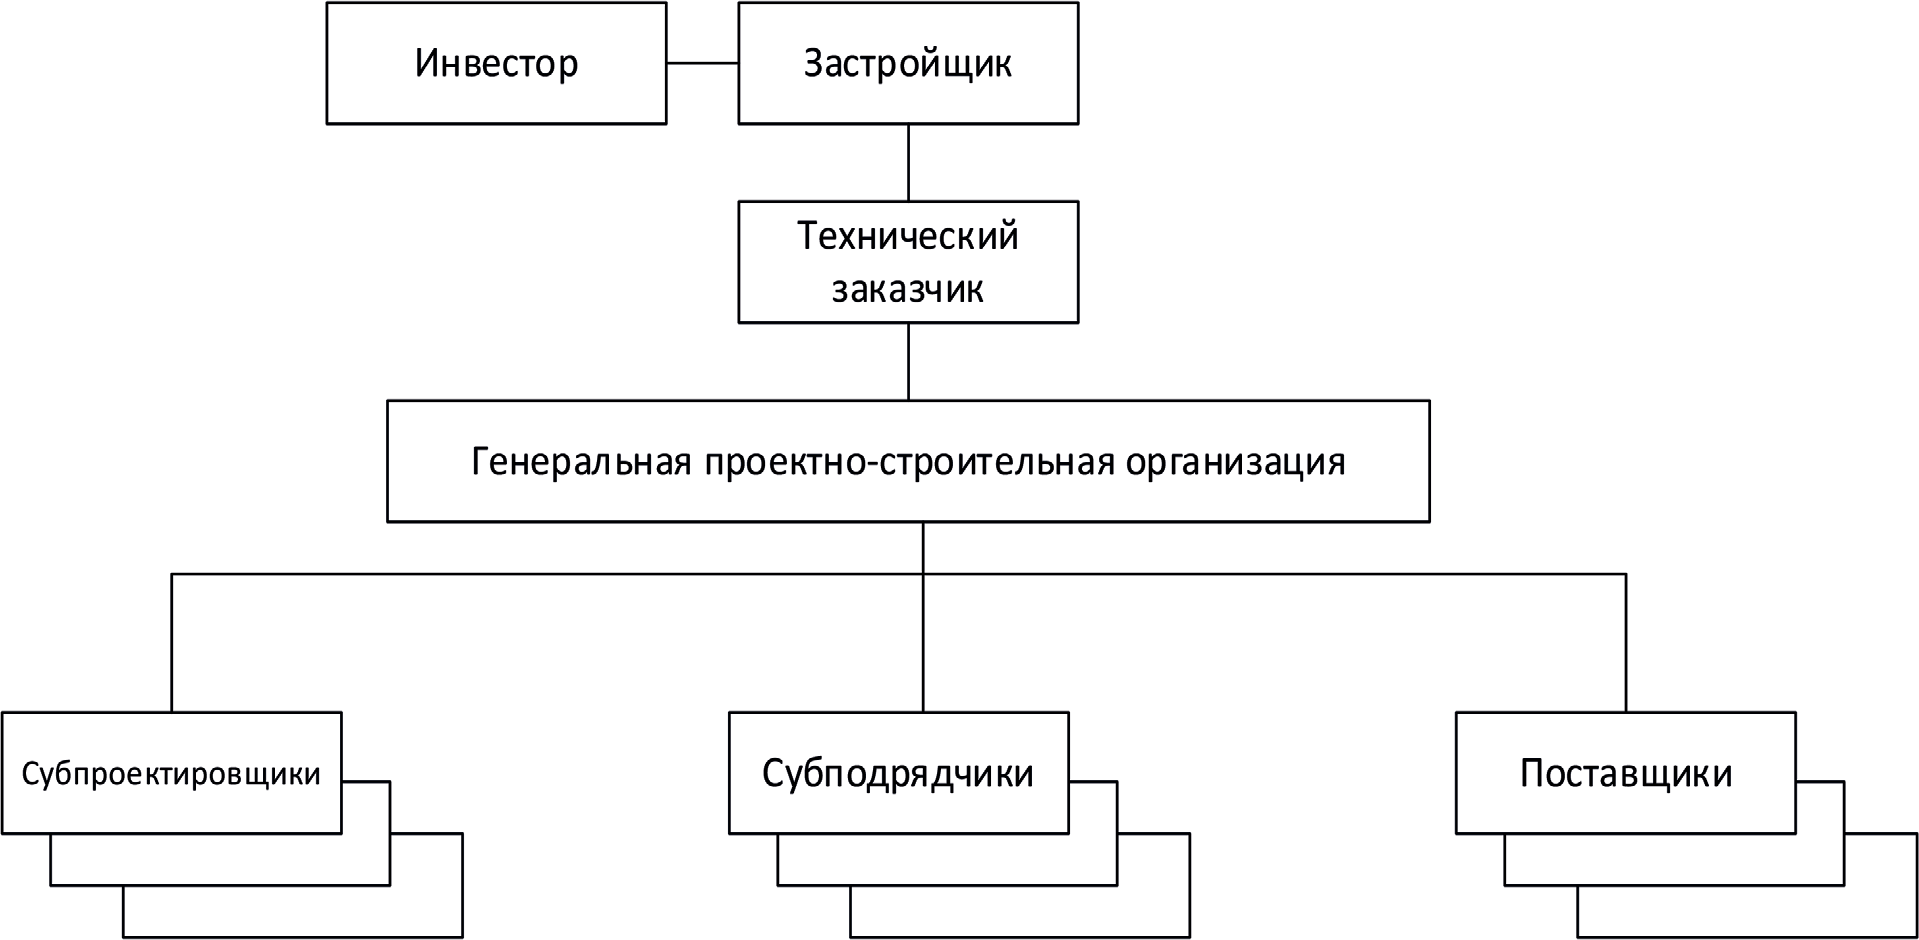 Инвестор
Застройщик
Технический
заказчик
Генеральная проектно-строительная организация
Субпроектировщики
Субподрядчики
Поставщики